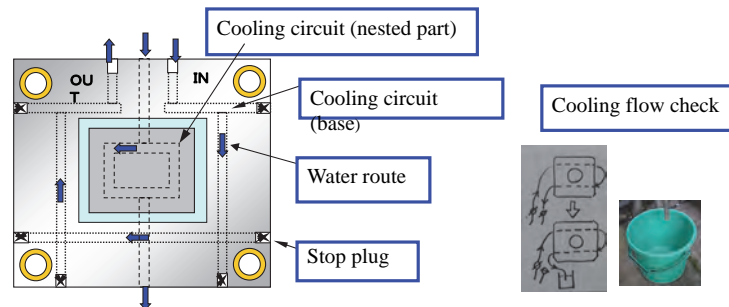 Cooling circuit (nested part)
OU
T
IN
Cooling circuit
(base)
Cooling flow check
Water route
Stop plug